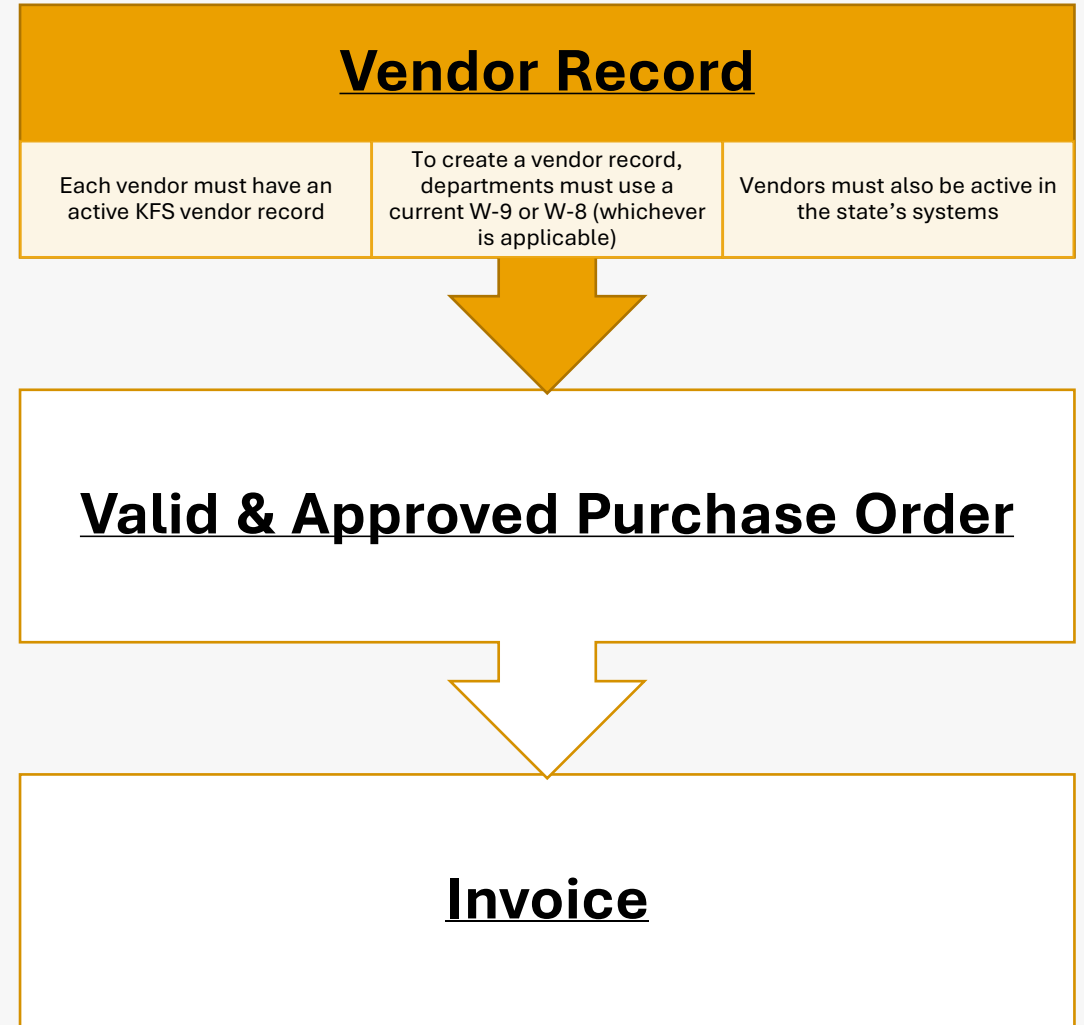 Vendor Record
Each vendor must have an
active KFS vendor record
To create a vendor record,
departments must use a
current W-9 or W-8 (whichever
is applicable)
Vendors must also be active in
the state’s systems
Valid & Approved Purchase Order
Invoice